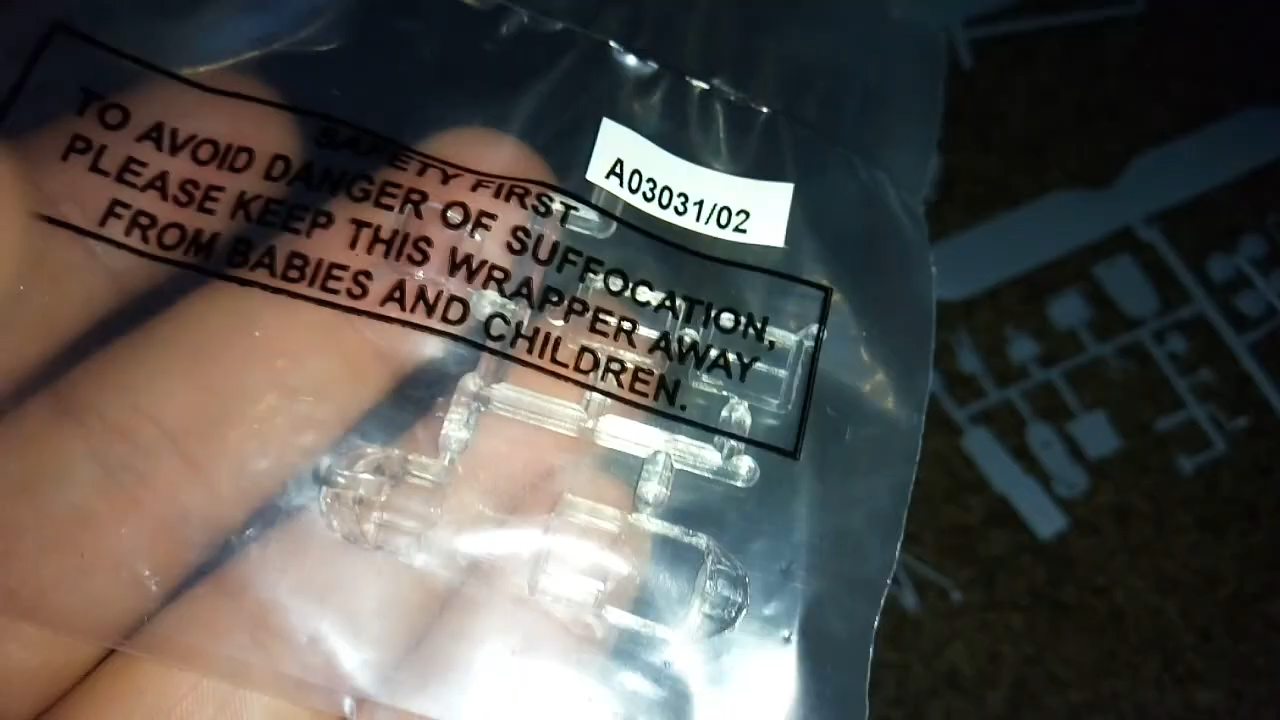 A03031/02
SAFETY FIRST
TO AVOID DANGER OF SUFFOCATION,
PLEASE KEEP THIS WRAPPER AWAY
FROM BABIES AND CHILDREN.